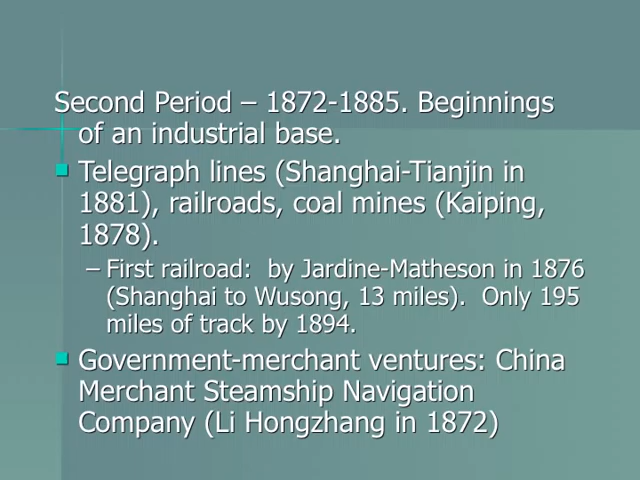 Second Period – 1872-1885. Beginnings
of an industrial base.
Telegraph lines (Shanghai-Tianjin in
1881), railroads, coal mines (Kaiping,
1878).
– First railroad:  by Jardine-Matheson in 1876
(Shanghai to Wusong, 13 miles).  Only 195
miles of track by 1894.
Government-merchant ventures: China
Merchant Steamship Navigation
Company (Li Hongzhang in 1872)